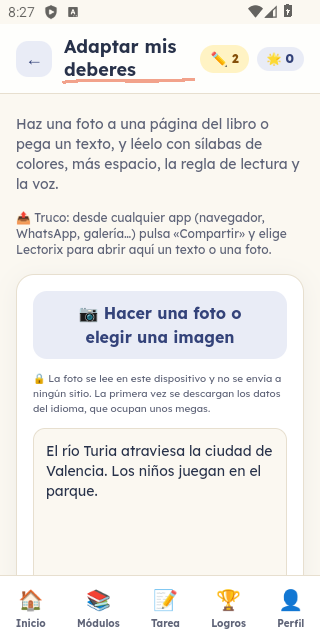 8:27
Adaptar mis
deberes
← ✏️ 2 🌟 0
Haz una foto a una página del libro o
pega un texto, y léelo con sílabas de
colores, más espacio, la regla de lectura y
la voz.
📤 Truco: desde cualquier app (navegador,
WhatsApp, galería…) pulsa «Compartir» y elige
Lectorix para abrir aquí un texto o una foto.
📷 Hacer una foto o
elegir una imagen
🔒 La foto se lee en este dispositivo y no se envia a
ningún sitio. La primera vez se descargan los datos
del idioma, que ocupan unos megas.
El río Turia atraviesa la ciudad de
Valencia. Los niños juegan en el
parque.
Inicio Módulos Tarea Logros Perfil